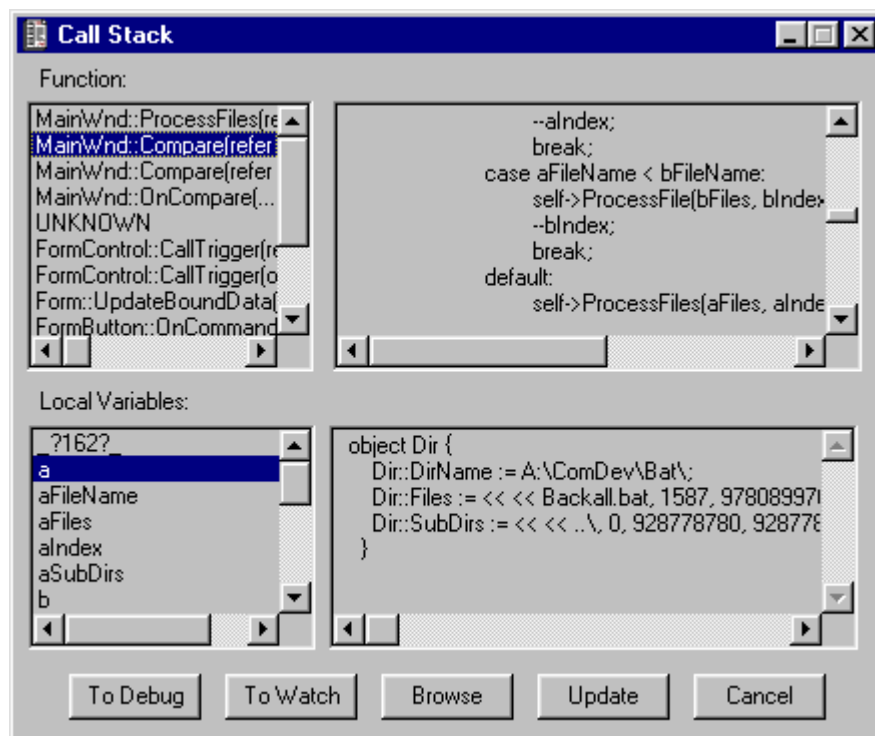 Call Stack
Function:
MainWnd::ProcessFiles(re
MainWnd::Compare(refer
MainWnd::Compare(refer
MainWnd::OnCompare(...
UNKNOWN
FormControl::CallTrigger(re
FormControl::CallTrigger(o
Form::UpdateBoundData(
FormButton::OnCommand
--aIndex;
break;
case aFileName < bFileName:
self->ProcessFile(bFiles, bIndex
--bIndex;
break;
default:
self->ProcessFiles(aFiles, aInde
Local Variables:
_?162?_
a
aFileName
aFiles
aIndex
aSubDirs
b
object Dir {
Dir::DirName := A:\ComDev\Bat\;
Dir::Files := << << Backall.bat, 1587, 978089970
Dir::SubDirs := << << ..\, 0, 928778780, 928778
}
To Debug
To Watch
Browse
Update
Cancel